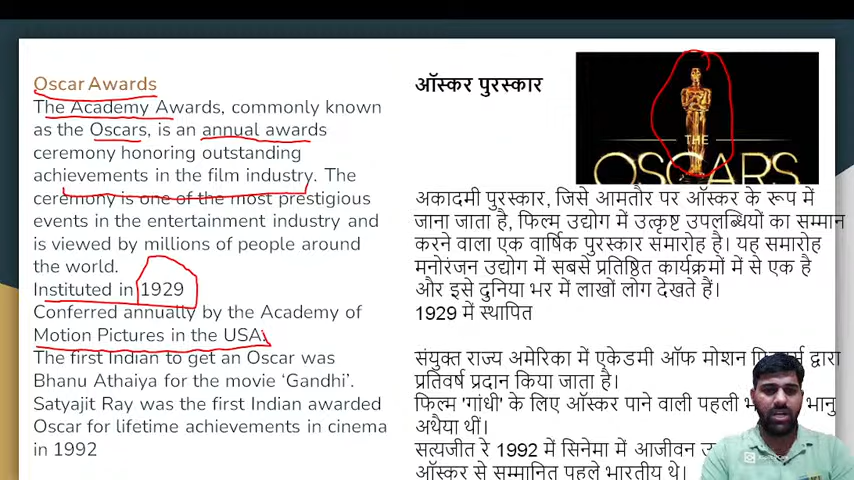 Oscar Awards
The Academy Awards, commonly known
as the Oscars, is an annual awards
ceremony honoring outstanding
achievements in the film industry. The
ceremony is one of the most prestigious
events in the entertainment industry and
is viewed by millions of people around
the world.
Instituted in 1929
Conferred annually by the Academy of
Motion Pictures in the USA.
The first Indian to get an Oscar was
Bhanu Athaiya for the movie ‘Gandhi’.
Satyajit Ray was the first Indian awarded
Oscar for lifetime achievements in cinema
in 1992
ऑस्कर पुरस्कार
THE
OSCARS
अकादमी पुरस्कार, जिसे आमतौर पर ऑस्कर के रूप में
जाना जाता है, फिल्म उद्योग में उत्कृष्ट उपलब्धियों का सम्मान
करने वाला एक वार्षिक पुरस्कार समारोह है। यह समारोह
मनोरंजन उद्योग में सबसे प्रतिष्ठित कार्यक्रमों में से एक है
और इसे दुनिया भर में लाखों लोग देखते हैं।
1929 में स्थापित
संयुक्त राज्य अमेरिका में एकेडमी ऑफ मोशन द्वारा
प्रतिवर्ष प्रदान किया जाता है।
फिल्म 'गांधी' के लिए ऑस्कर पाने वाली पहली भानु
अथैया थीं।
सत्यजीत रे 1992 में सिनेमा में आजीवन
ऑस्कर से सम्मानित पहले भारतीय थे।